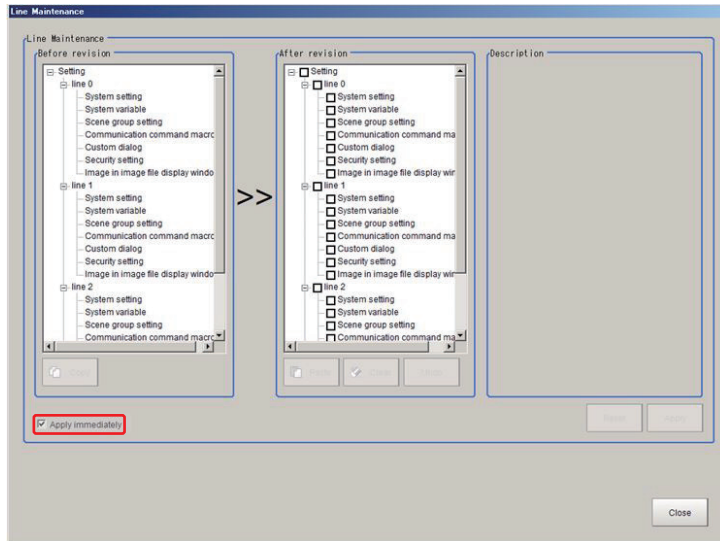 Line Maintenance
Line Maintenance
Before revision
Setting
line 0
System setting
System variable
Scene group setting
Communication command macro
Custom dialog
Security setting
Image in image file display windo
line 1
System setting
System variable
Scene group setting
Communication command macro
Custom dialog
Security setting
Image in image file display windo
line 2
System setting
System variable
Scene group setting
Communication command macro
Copy
>>
After revision
Setting
line 0
System setting
System variable
Scene group setting
Communication command ma
Custom dialog
Security setting
Image in image file display wir
line 1
System setting
System variable
Scene group setting
Communication command ma
Custom dialog
Security setting
Image in image file display wir
line 2
System setting
System variable
Scene group setting
Communication command ma
Paste
Clear
Description
Apply immediately
Apply
Close